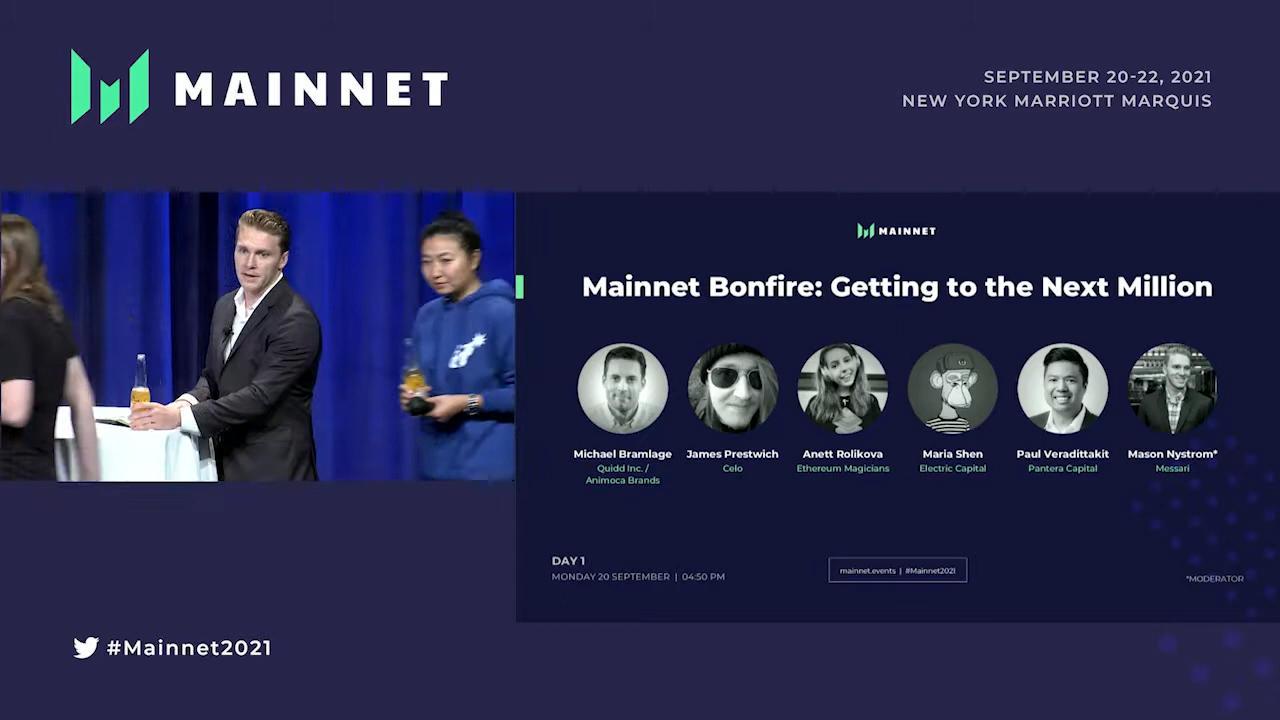 MAINNET
SEPTEMBER 20-22, 2021
NEW YORK MARRIOTT MARQUIS
MAINNET
Mainnet Bonfire: Getting to the Next Million
Michael Bramlage
Quidd Inc. /
Animoca Brands
James Prestwich
Celo
Anett Rolikova
Ethereum Magicians
Maria Shen
Electric Capital
Paul Veradittakit
Pantera Capital
Mason Nystrom*
Messari
DAY 1
MONDAY 20 SEPTEMBER | 04:50 PM
mainnet.events | #Mainnet2021
*MODERATOR
#Mainnet2021